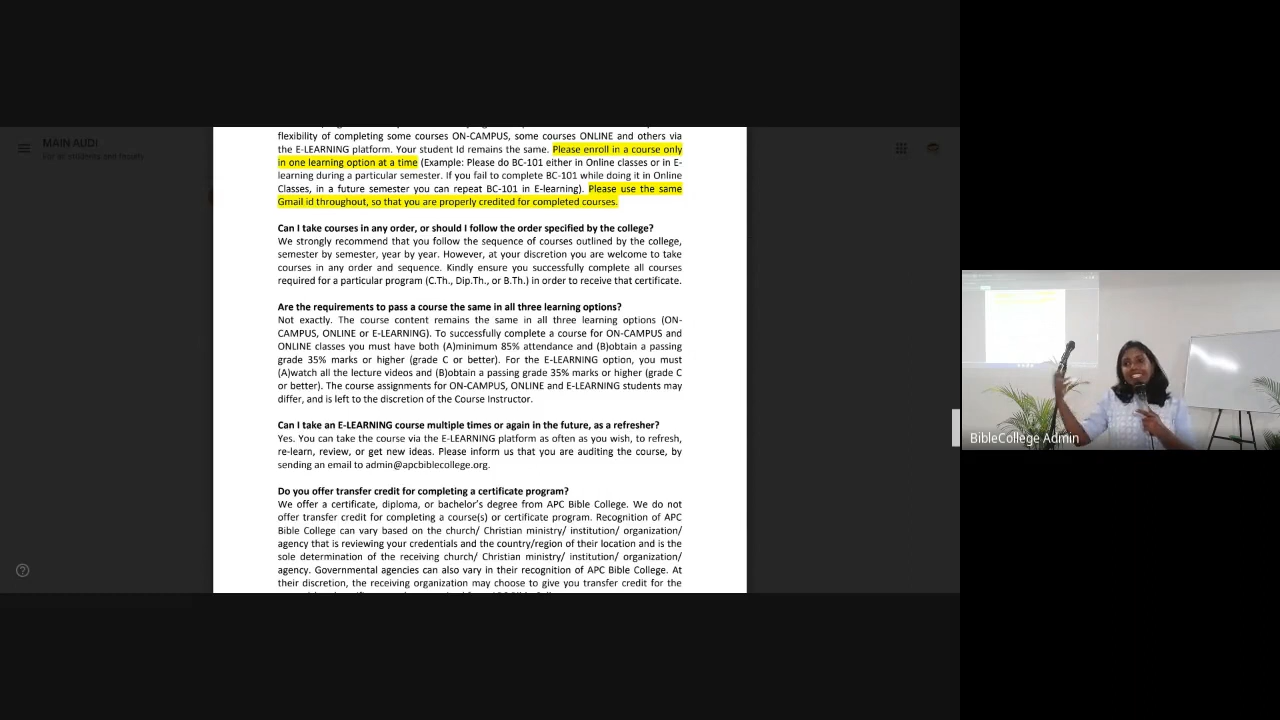 MAIN AUDI
flexibility of completing some courses ON-CAMPUS, some courses ONLINE and others via
the E-LEARNING platform. Your student Id remains the same. Please enroll in a course only
in one learning option at a time (Example: Please do BC-101 either in Online classes or in E-
learning during a particular semester. If you fail to complete BC-101 while doing it in Online
Classes, in a future semester you can repeat BC-101 in E-learning). Please use the same
Gmail id throughout, so that you are properly credited for completed courses.
Can I take courses in any order, or should I follow the order specified by the college?
We strongly recommend that you follow the sequence of courses outlined by the college,
semester by semester, year by year. However, at your discretion you are welcome to take
courses in any order and sequence. Kindly ensure you successfully complete all courses
required for a particular program (C.Th., Dip.Th., or B.Th.) in order to receive that certificate.
Are the requirements to pass a course the same in all three learning options?
Not exactly. The course content remains the same in all three learning options (ON-
CAMPUS, ONLINE or E-LEARNING). To successfully complete a course for ON-CAMPUS and
ONLINE classes you must have both (A)minimum 85% attendance and (B)obtain a passing
grade 35% marks or higher (grade C or better). For the E-LEARNING option, you must
(A)watch all the lecture videos and (B)obtain a passing grade 35% marks or higher (grade C
or better). The course assignments for ON-CAMPUS, ONLINE and E-LEARNING students may
differ, and is left to the discretion of the Course Instructor.
Can I take an E-LEARNING course multiple times or again in the future, as a refresher?
Yes. You can take the course via the E-LEARNING platform as often as you wish, to refresh,
re-learn, review, or get new ideas. Please inform us that you are auditing the course, by
sending an email to admin@apcbiblecollege.org.
Do you offer transfer credit for completing a certificate program?
We offer a certificate, diploma, or bachelor's degree from APC Bible College. We do not
offer transfer credit for completing a course(s) or certificate program. Recognition of APC
Bible College can vary based on the church/ Christian ministry/ institution/ organization/
agency that is reviewing your credentials and the country/region of their location and is the
sole determination of the receiving church/ Christian ministry/ institution/ organization/
agency. Governmental agencies can also vary in their recognition of APC Bible College. At
their discretion, the receiving organization may choose to give you transfer credit for the
BibleCollege Admin